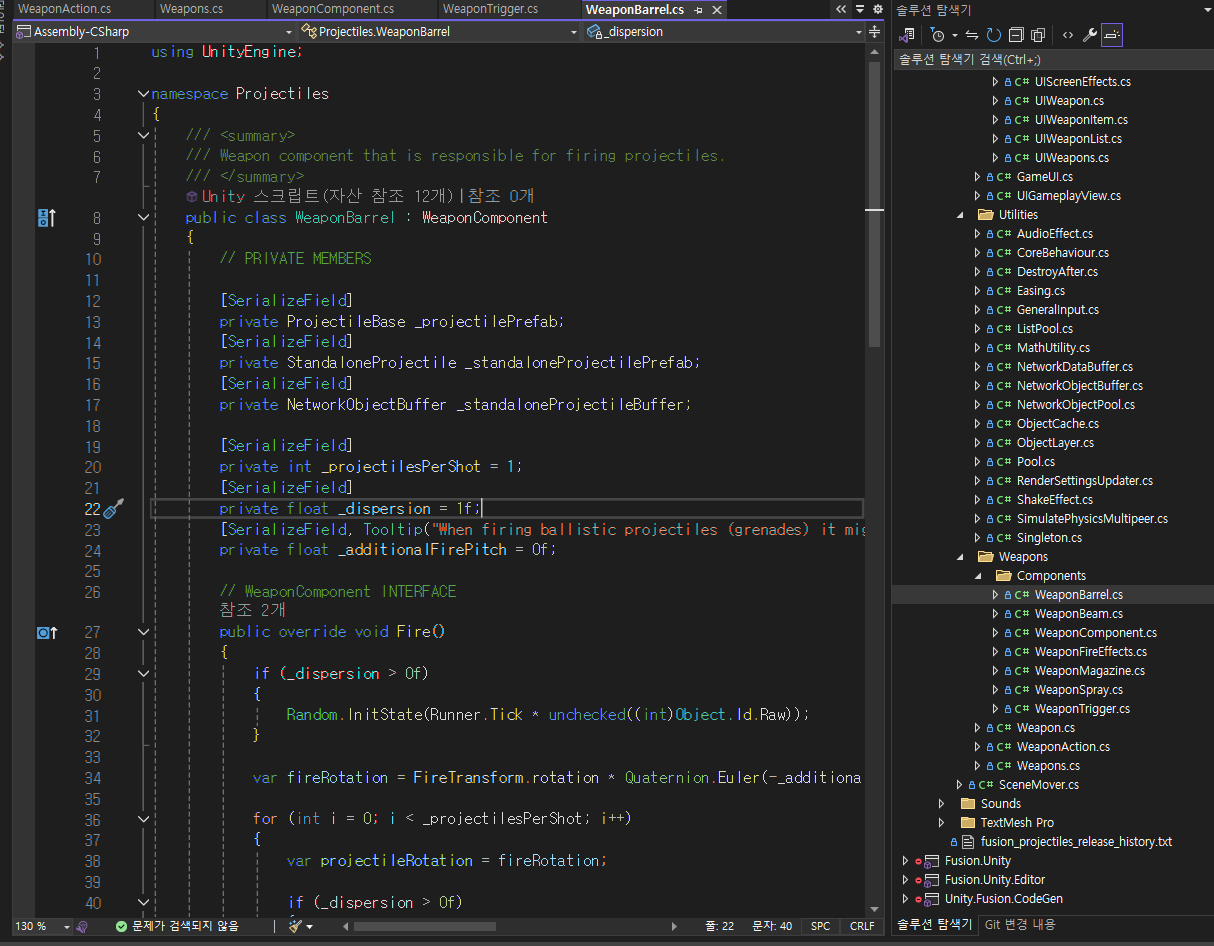 WeaponAction.cs
Weapons.cs
WeaponComponent.cs
WeaponTrigger.cs
WeaponBarrel.cs
Assembly-CSharp
Projectiles.WeaponBarrel
_dispersion
1 using UnityEngine;
2
3 namespace Projectiles
4 {
5 /// <summary>
6 /// Weapon component that is responsible for firing projectiles.
7 /// </summary>
Unity 스크립트(자산 참조 12개)|참조 0개
8 public class WeaponBarrel : WeaponComponent
9 {
10 // PRIVATE MEMBERS
11
12 [SerializeField]
13 private ProjectileBase _projectilePrefab;
14 [SerializeField]
15 private StandaloneProjectile _standaloneProjectilePrefab;
16 [SerializeField]
17 private NetworkObjectBuffer _standaloneProjectileBuffer;
18
19 [SerializeField]
20 private int _projectilesPerShot = 1;
21 [SerializeField]
22 private float _dispersion = 1f;
23 [SerializeField, Tooltip("When firing ballistic projectiles (grenades) it mig
24 private float _additionalFirePitch = 0f;
25
26 // WeaponComponent INTERFACE
참조 2개
27 public override void Fire()
28 {
29 if (_dispersion > 0f)
30 {
31 Random.InitState(Runner.Tick * unchecked((int)Object.Id.Raw));
32 }
33
34 var fireRotation = FireTransform.rotation * Quaternion.Euler(-_additiona
35
36 for (int i = 0; i < _projectilesPerShot; i++)
37 {
38 var projectileRotation = fireRotation;
39
40 if (_dispersion > 0f)
130 %
문제가 검색되지 않음
줄: 22
문자: 40
SPC
CRLF
솔루션 탐색기
솔루션 탐색기 검색(Ctrl+;)
C# UIScreenEffects.cs
C# UIWeapon.cs
C# UIWeaponItem.cs
C# UIWeaponList.cs
C# UIWeapons.cs
C# GameUI.cs
C# UIGameplayView.cs
Utilities
C# AudioEffect.cs
C# CoreBehaviour.cs
C# DestroyAfter.cs
C# Easing.cs
C# GeneralInput.cs
C# ListPool.cs
C# MathUtility.cs
C# NetworkDataBuffer.cs
C# NetworkObjectBuffer.cs
C# NetworkObjectPool.cs
C# ObjectCache.cs
C# ObjectLayer.cs
C# Pool.cs
C# RenderSettingsUpdater.cs
C# ShakeEffect.cs
C# SimulatePhysicsMultipeer.cs
C# Singleton.cs
Weapons
Components
C# WeaponBarrel.cs
C# WeaponBeam.cs
C# WeaponComponent.cs
C# WeaponFireEffects.cs
C# WeaponMagazine.cs
C# WeaponSpray.cs
C# WeaponTrigger.cs
C# Weapon.cs
C# WeaponAction.cs
C# Weapons.cs
C# SceneMover.cs
Sounds
TextMesh Pro
fusion_projectiles_release_history.txt
Fusion.Unity
Fusion.Unity.Editor
Unity.Fusion.CodeGen
솔루션 탐색기
Git 변경 내용